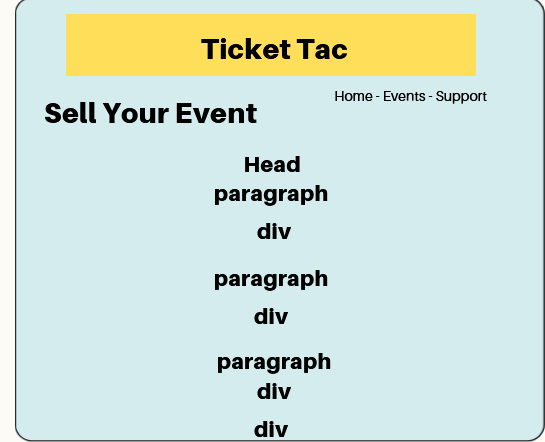 Ticket Tac
Home - Events - Support
Sell Your Event
Head
paragraph
div
paragraph
div
paragraph
div
div